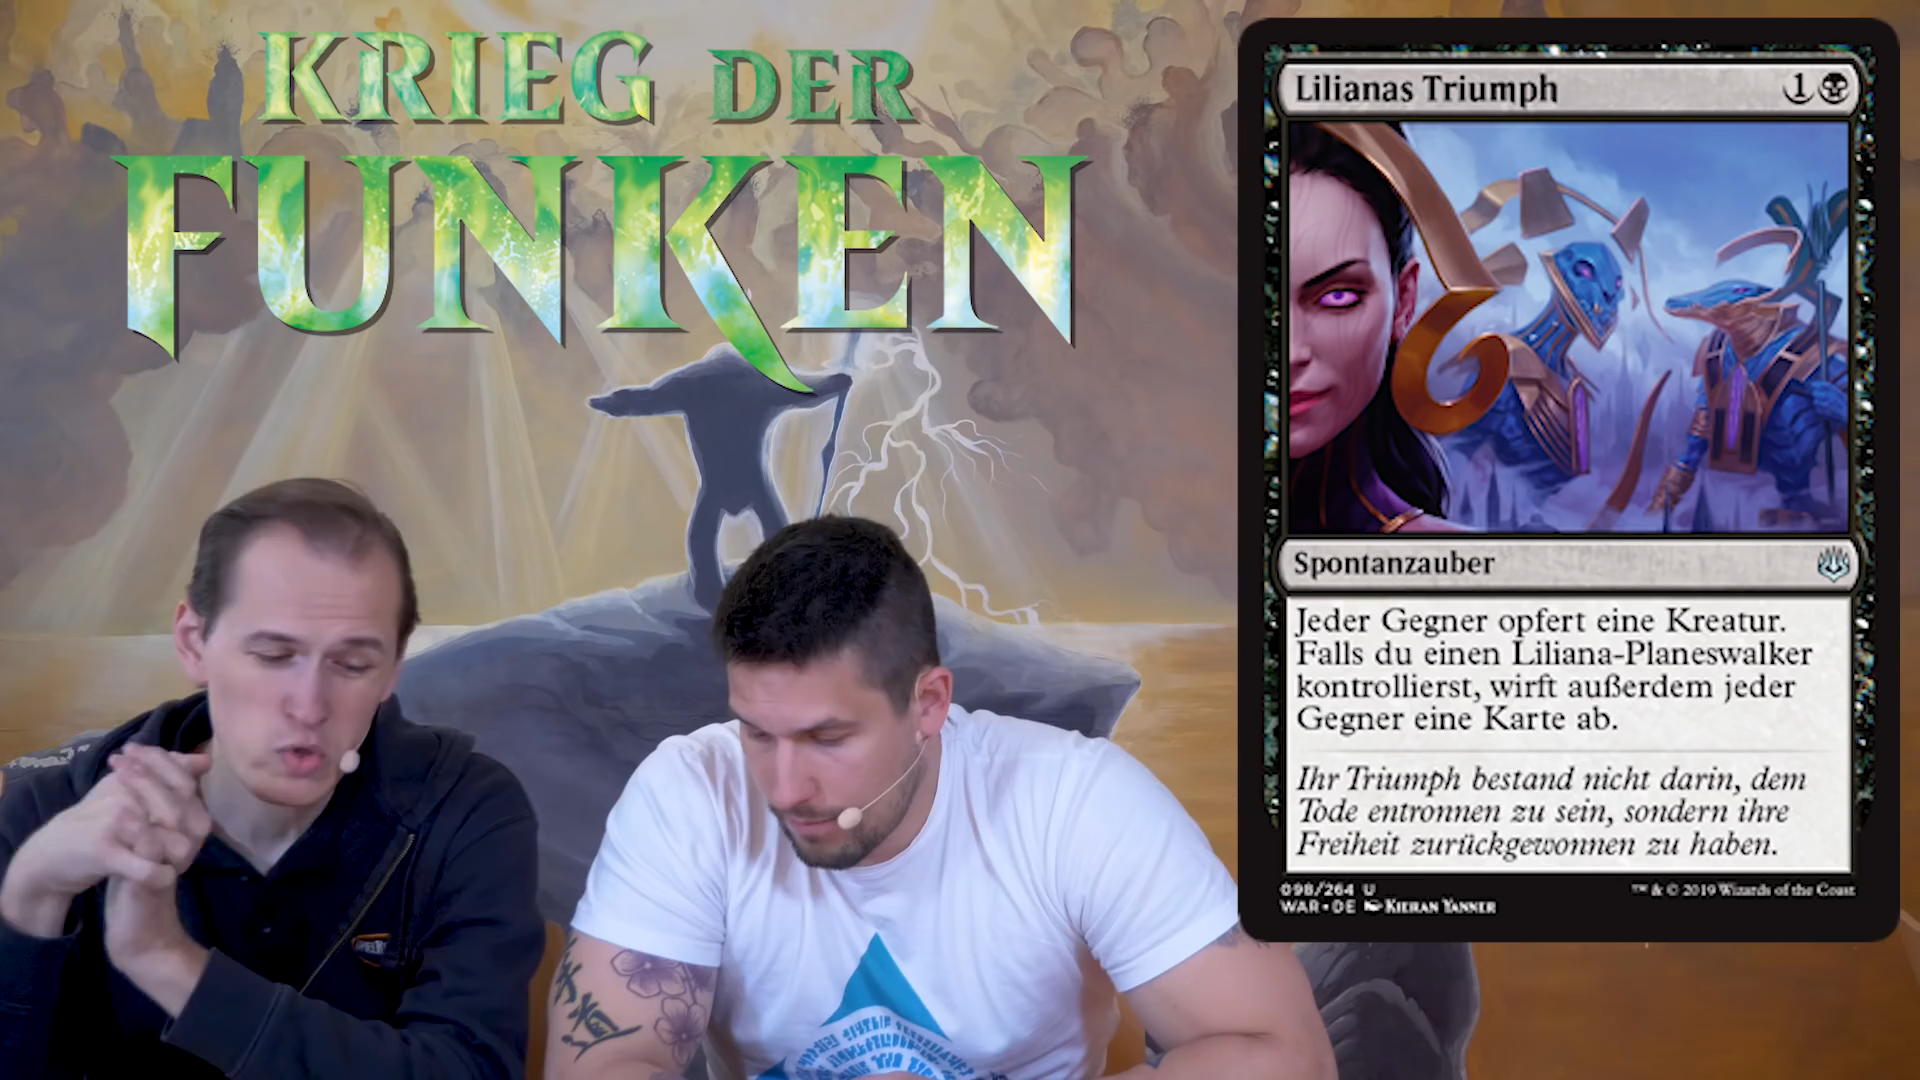 KRIEG DER
FUNKEN
Lilianas Triumph 1
Spontanzauber
Jeder Gegner opfert eine Kreatur.
Falls du einen Liliana-Planeswalker
kontrollierst, wirft außerdem jeder
Gegner eine Karte ab.
Ihr Triumph bestand nicht darin, dem
Tode entronnen zu sein, sondern ihre
Freiheit zurückgewonnen zu haben.
098/264 U
™ & © 2019 Wizards of the Coast
WAR • DE KIERAN YANNER